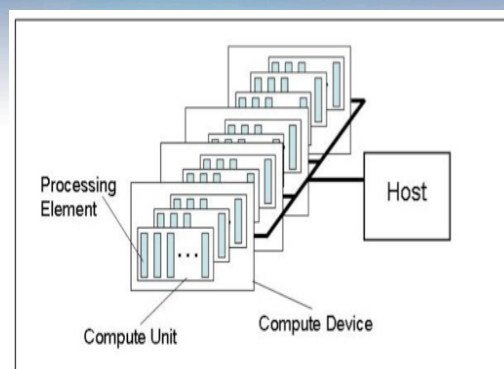 Processing
Element
Host
Compute Unit
Compute Device